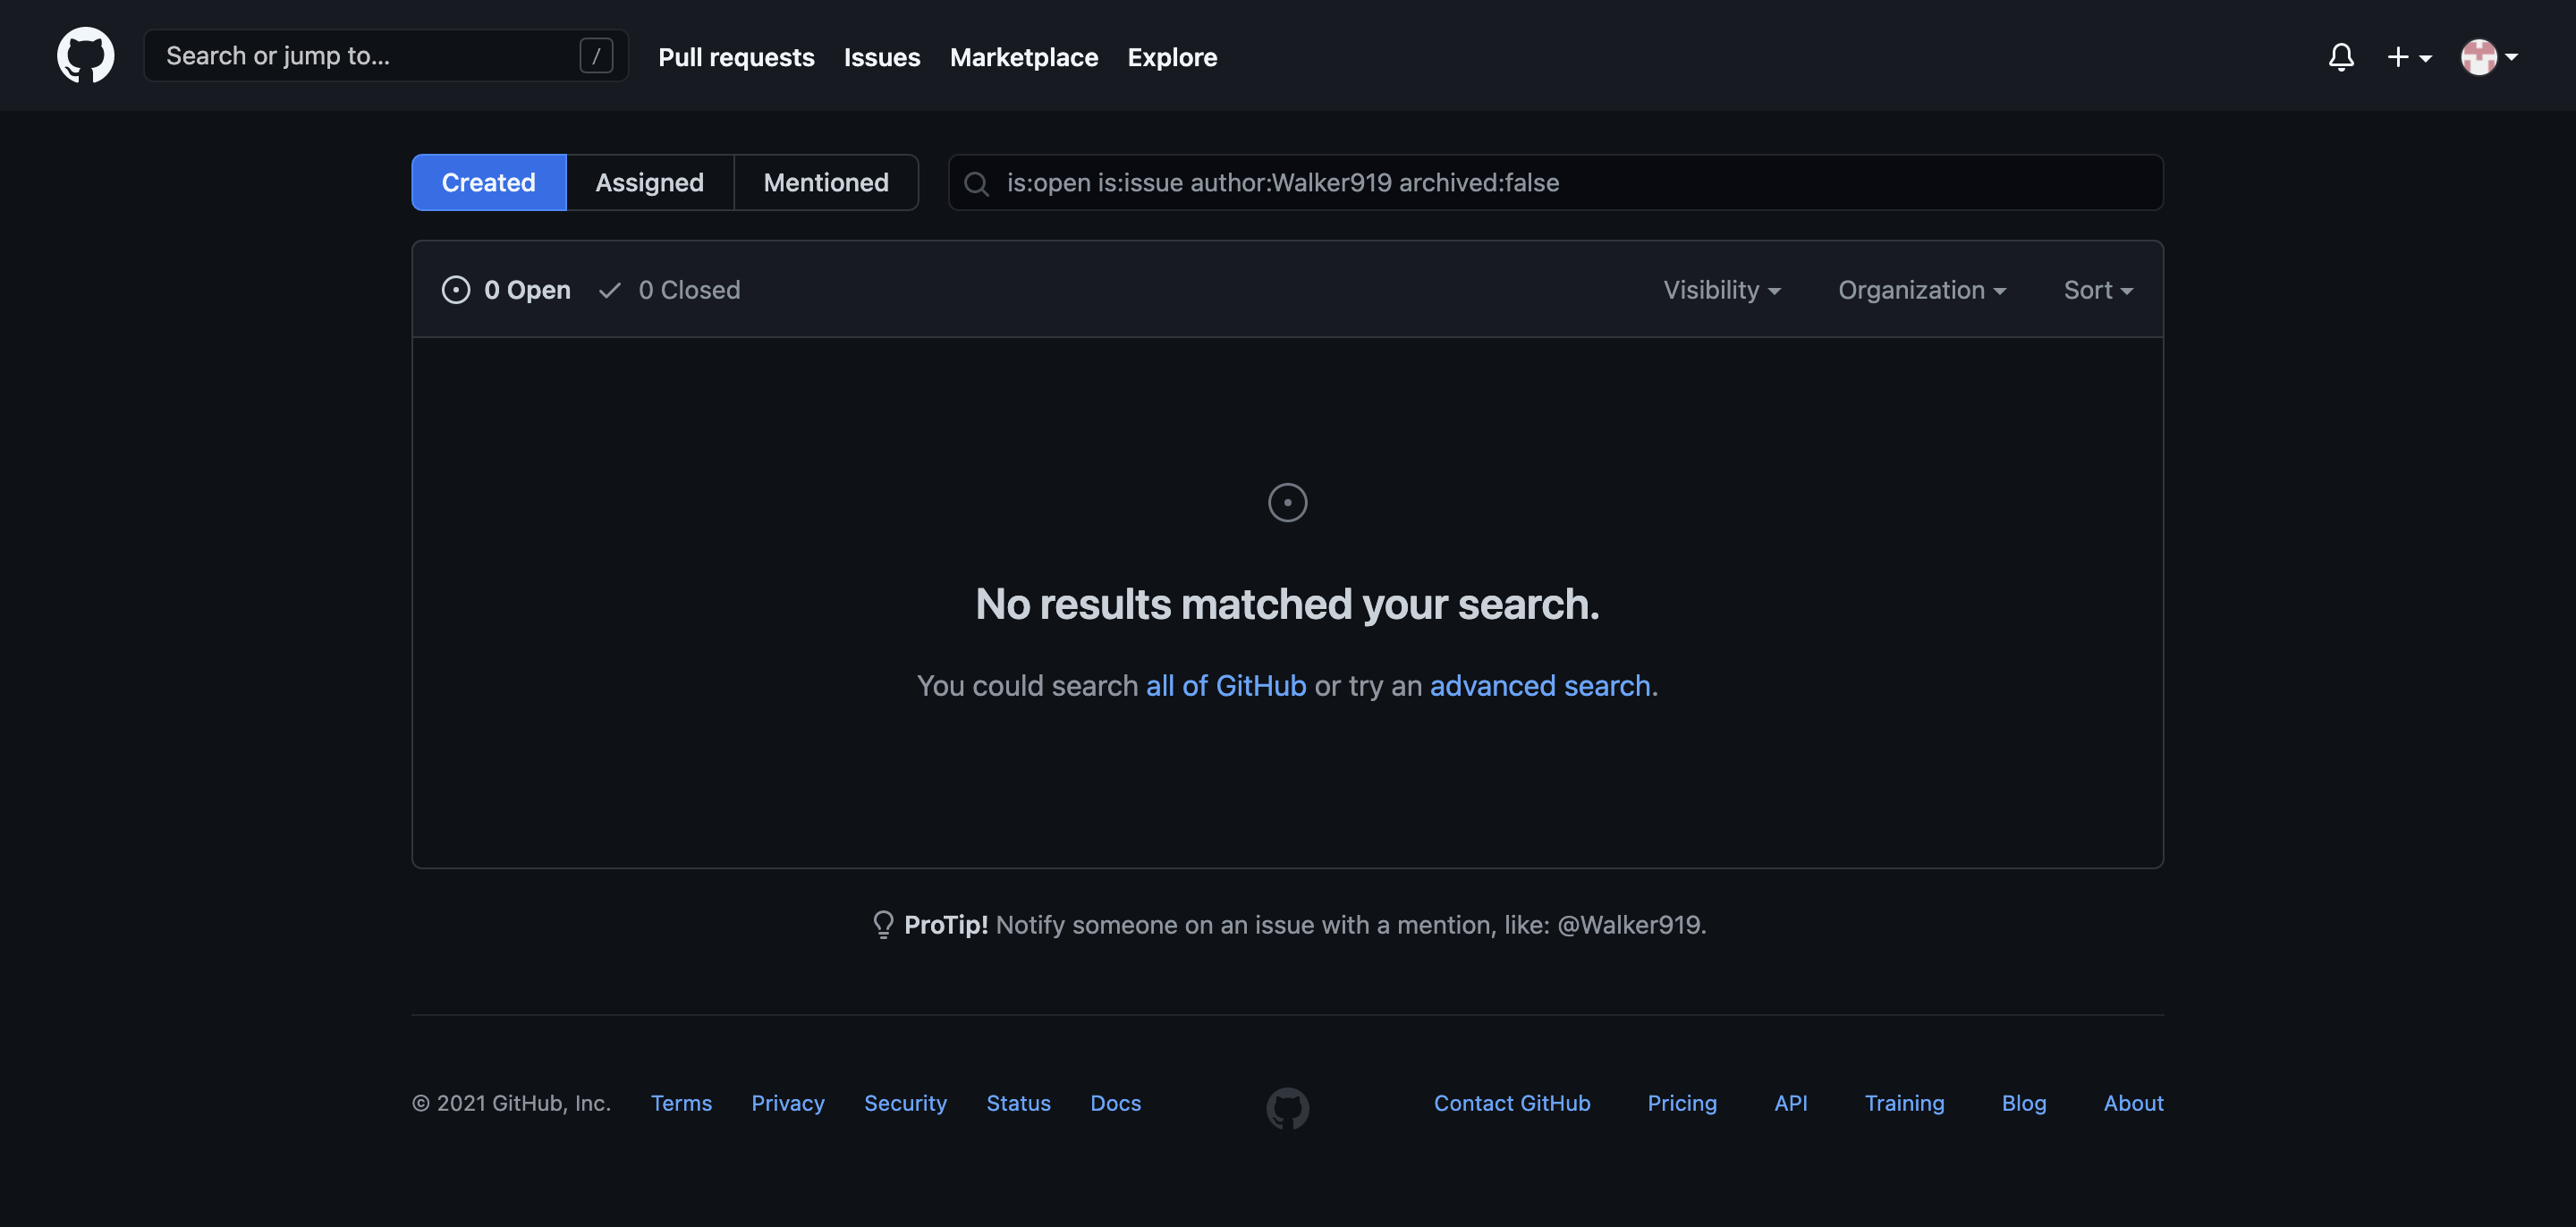 Search or jump to... / Pull requests Issues Marketplace Explore
Created Assigned Mentioned is:open is:issue author:Walker919 archived:false
0 Open 0 Closed Visibility Organization Sort
No results matched your search.
You could search all of GitHub or try an advanced search.
ProTip! Notify someone on an issue with a mention, like: @Walker919.
© 2021 GitHub, Inc. Terms Privacy Security Status Docs Contact GitHub Pricing API Training Blog About